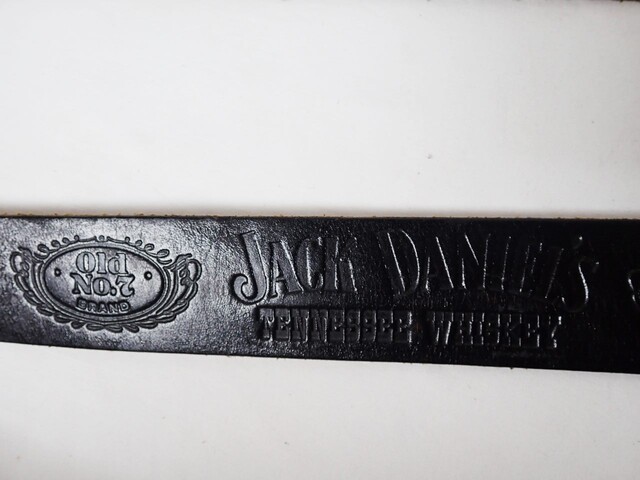 Old
No.7
BRAND
JACK DANIEL'S
TENNESSEE WHISKEY